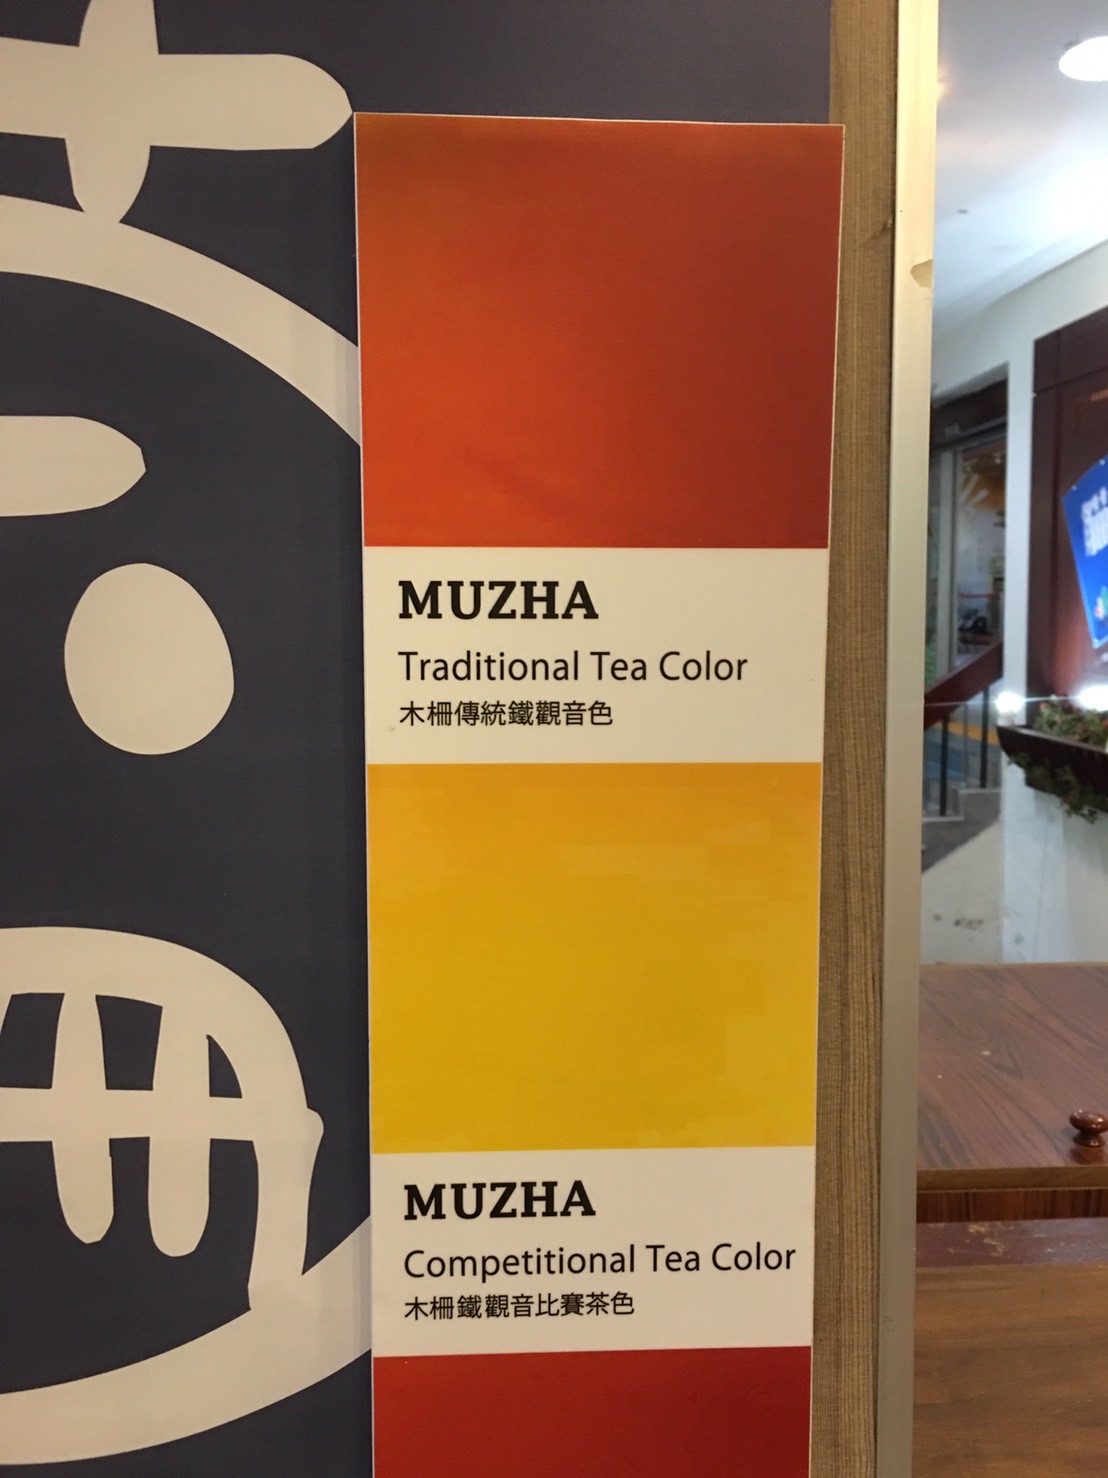 MUZHA
Traditional Tea Color
木柵傳統鐵觀音色
MUZHA
Competitional Tea Color
木柵鐵觀音比賽茶色